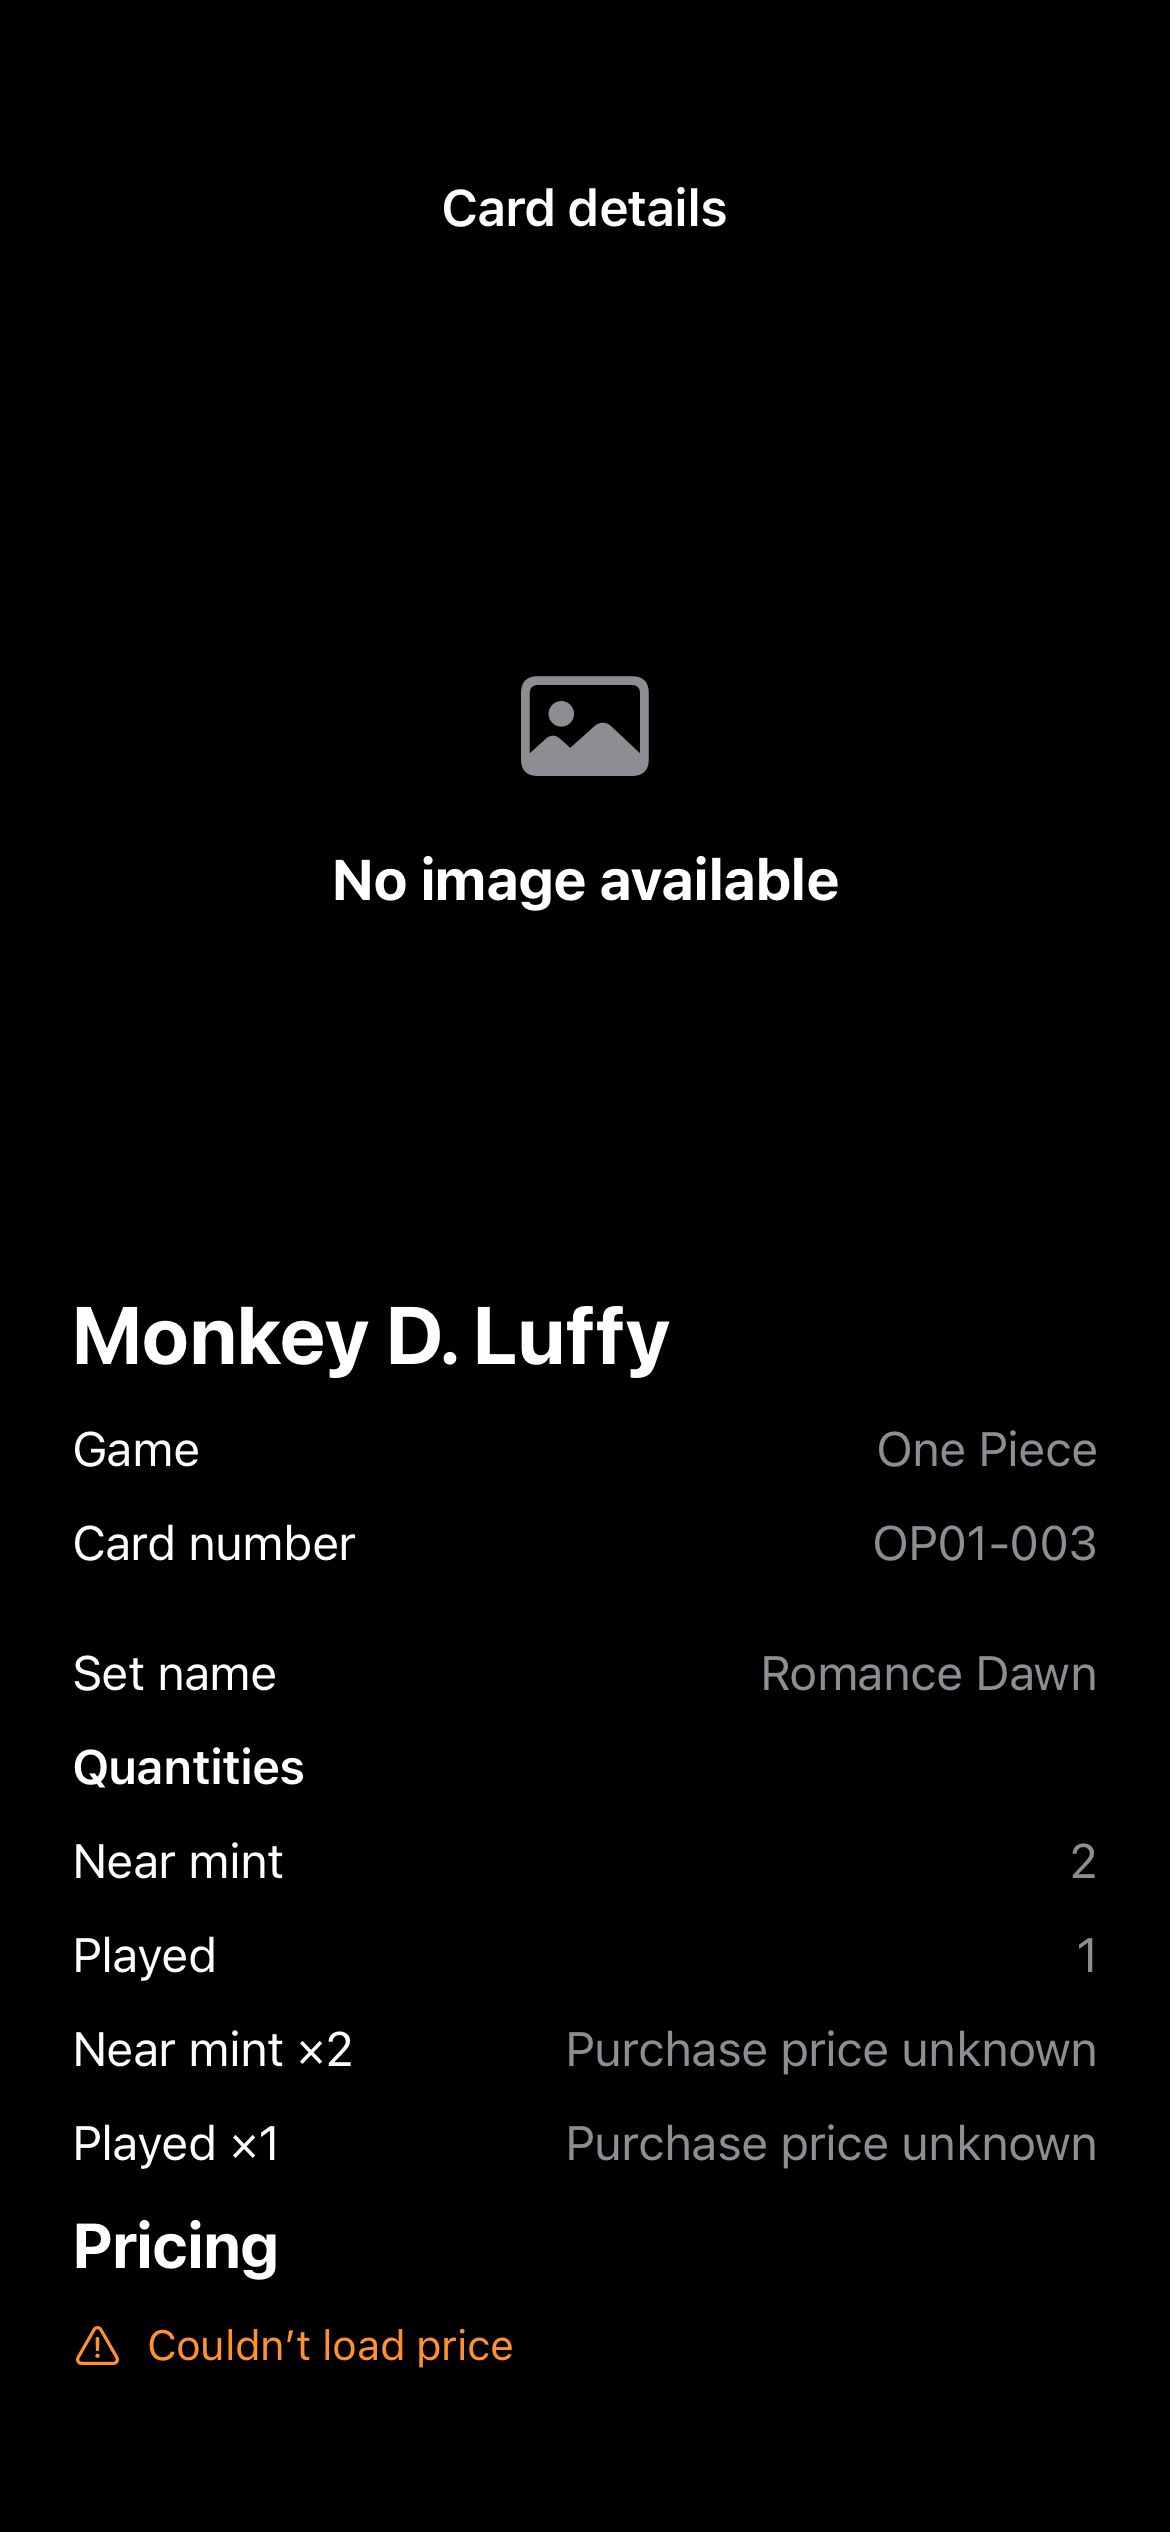 Card details
No image available
Monkey D. Luffy
Game One Piece
Card number OP01-003
Set name Romance Dawn
Quantities
Near mint 2
Played 1
Near mint ×2 Purchase price unknown
Played ×1 Purchase price unknown
Pricing
Couldn’t load price